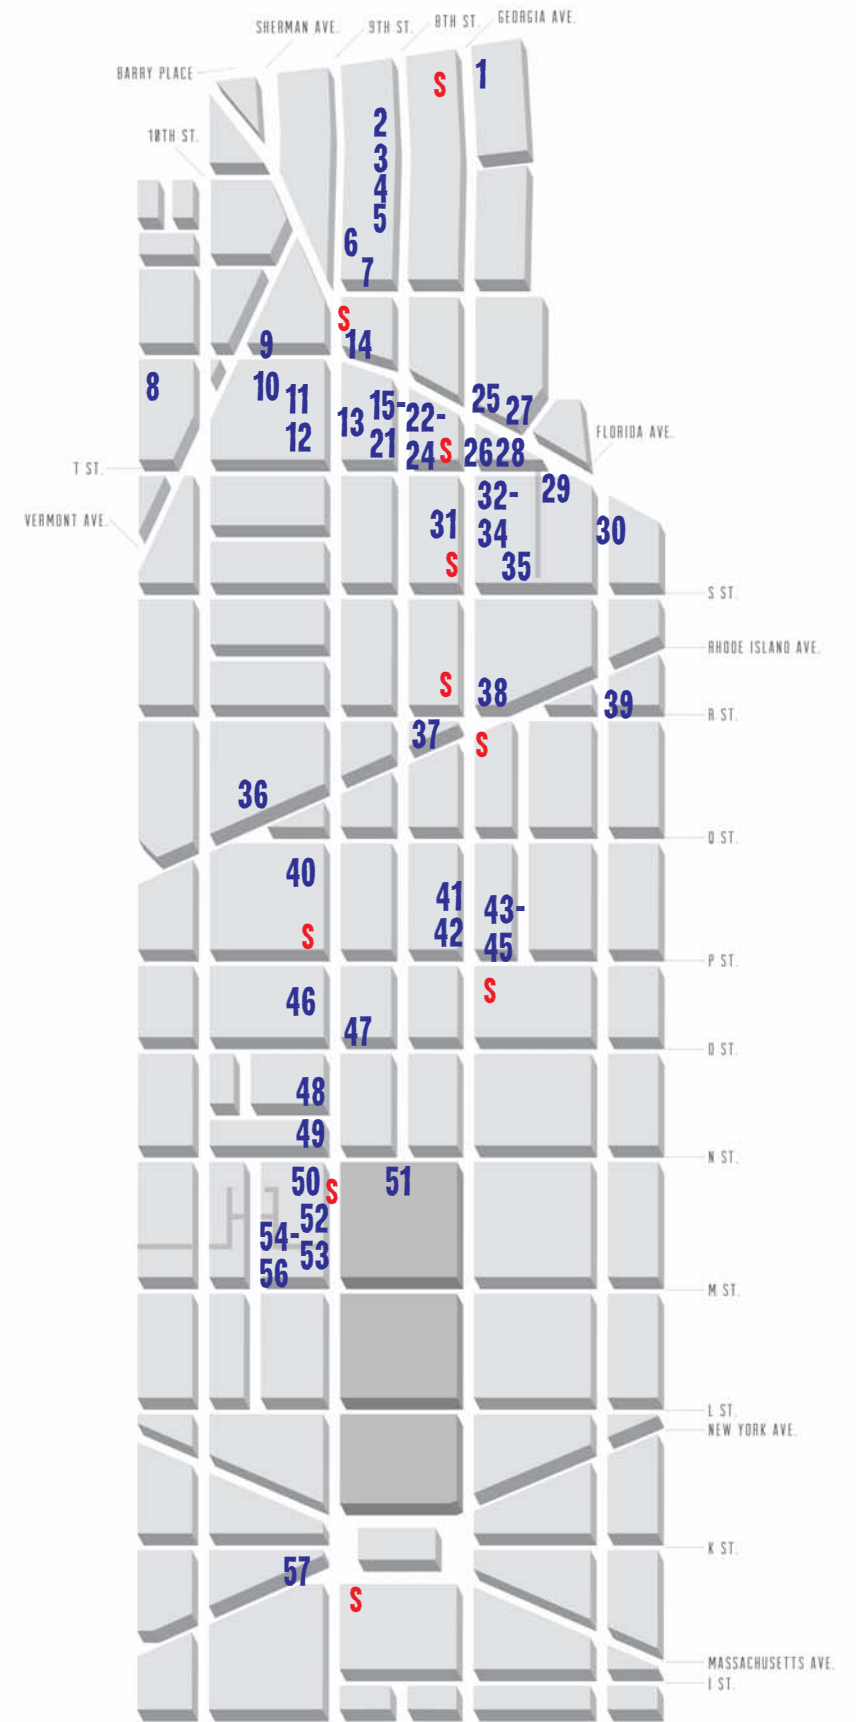 SHERMAN AVE.
9TH ST.
8TH ST.
GEORGIA AVE.
BARRY PLACE
10TH ST.
S
1
2
3
4
5
6
7
S
14
9
8
10
11
12
13
15-
21
22-
24
S
25
27
26
28
FLORIDA AVE.
T ST.
VERMONT AVE.
29
30
31
32-
34
35
S
S ST.
RHODE ISLAND AVE.
S
38
39
R ST.
37
S
36
Q ST.
40
41
42
43-
45
S
P ST.
46
47
S
O ST.
48
49
N ST.
50
S
51
52
53
54-
56
M ST.
L ST.
NEW YORK AVE.
K ST.
57
S
MASSACHUSETTS AVE.
I ST.